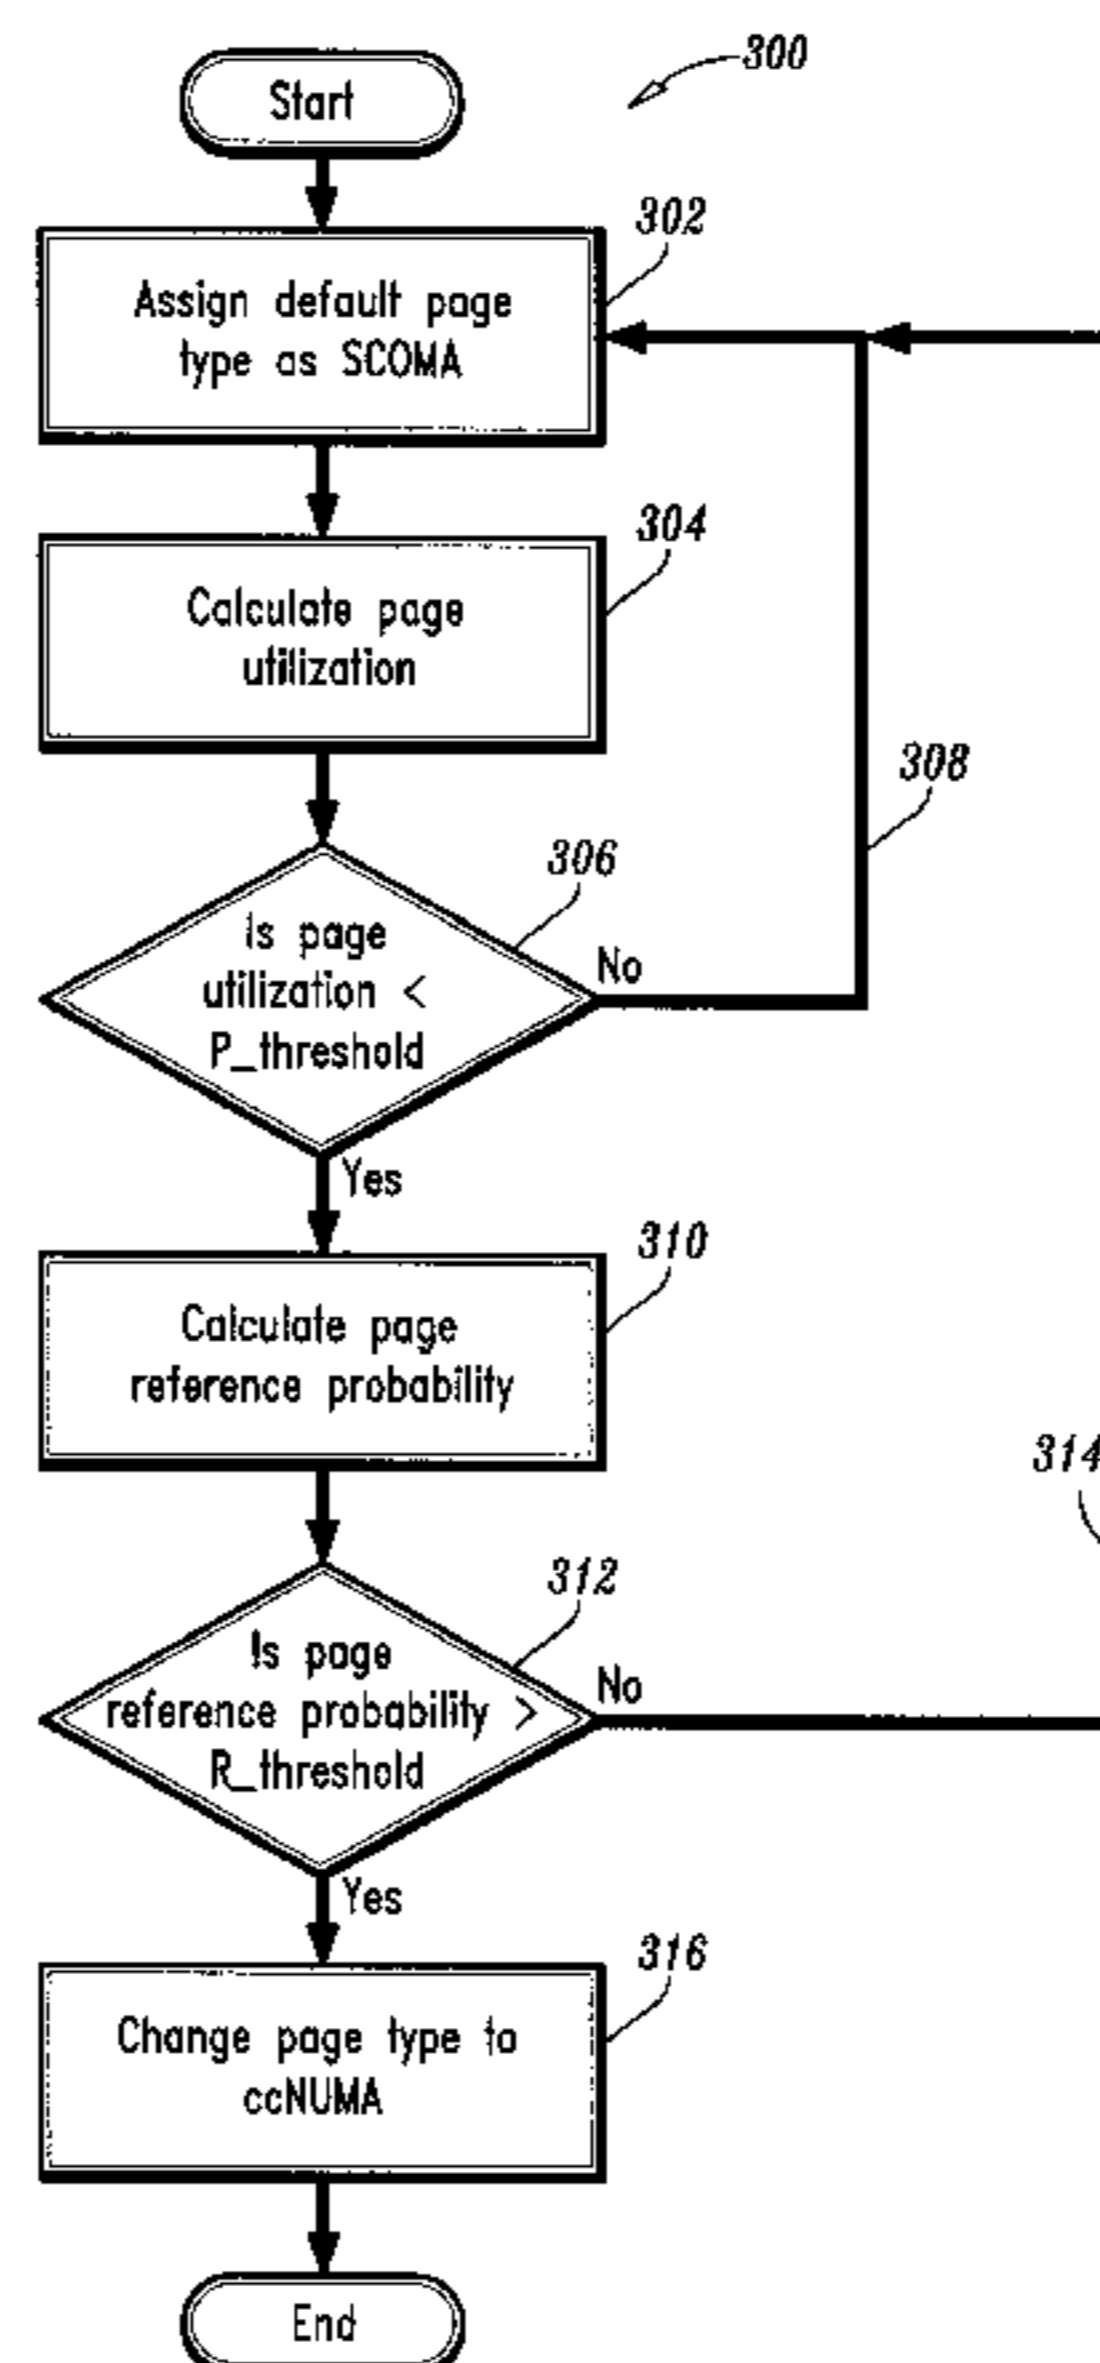 300
Start
302
Assign default page
type as SCOMA
304
Calculate page
utilization
308
306
Is page
utilization <
P_threshold
No
Yes
310
Calculate page
reference probability
314
312
Is page
reference probability >
R_threshold
No
Yes
316
Change page type to
ccNUMA
End